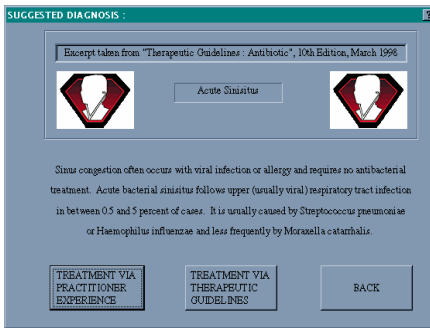 SUGGESTED DIAGNOSIS :
Excerpt taken from "Therapeutic Guidelines : Antibiotic", 10th Edition, March 1998
Acute Sinisitus
Sinus congestion often occurs with viral infection or allergy and requires no antibacterial
treatment. Acute bacterial sinisitus follows upper (usually viral) respiratory tract infection
in between 0.5 and 5 percent of cases. It is usually caused by Streptococcus pneumoniae
or Haemophilus influenzae and less frequently by Moraxella catarrhalis.
TREATMENT VIA
PRACTITIONER
EXPERIENCE
TREATMENT VIA
THERAPEUTIC
GUIDELINES
BACK